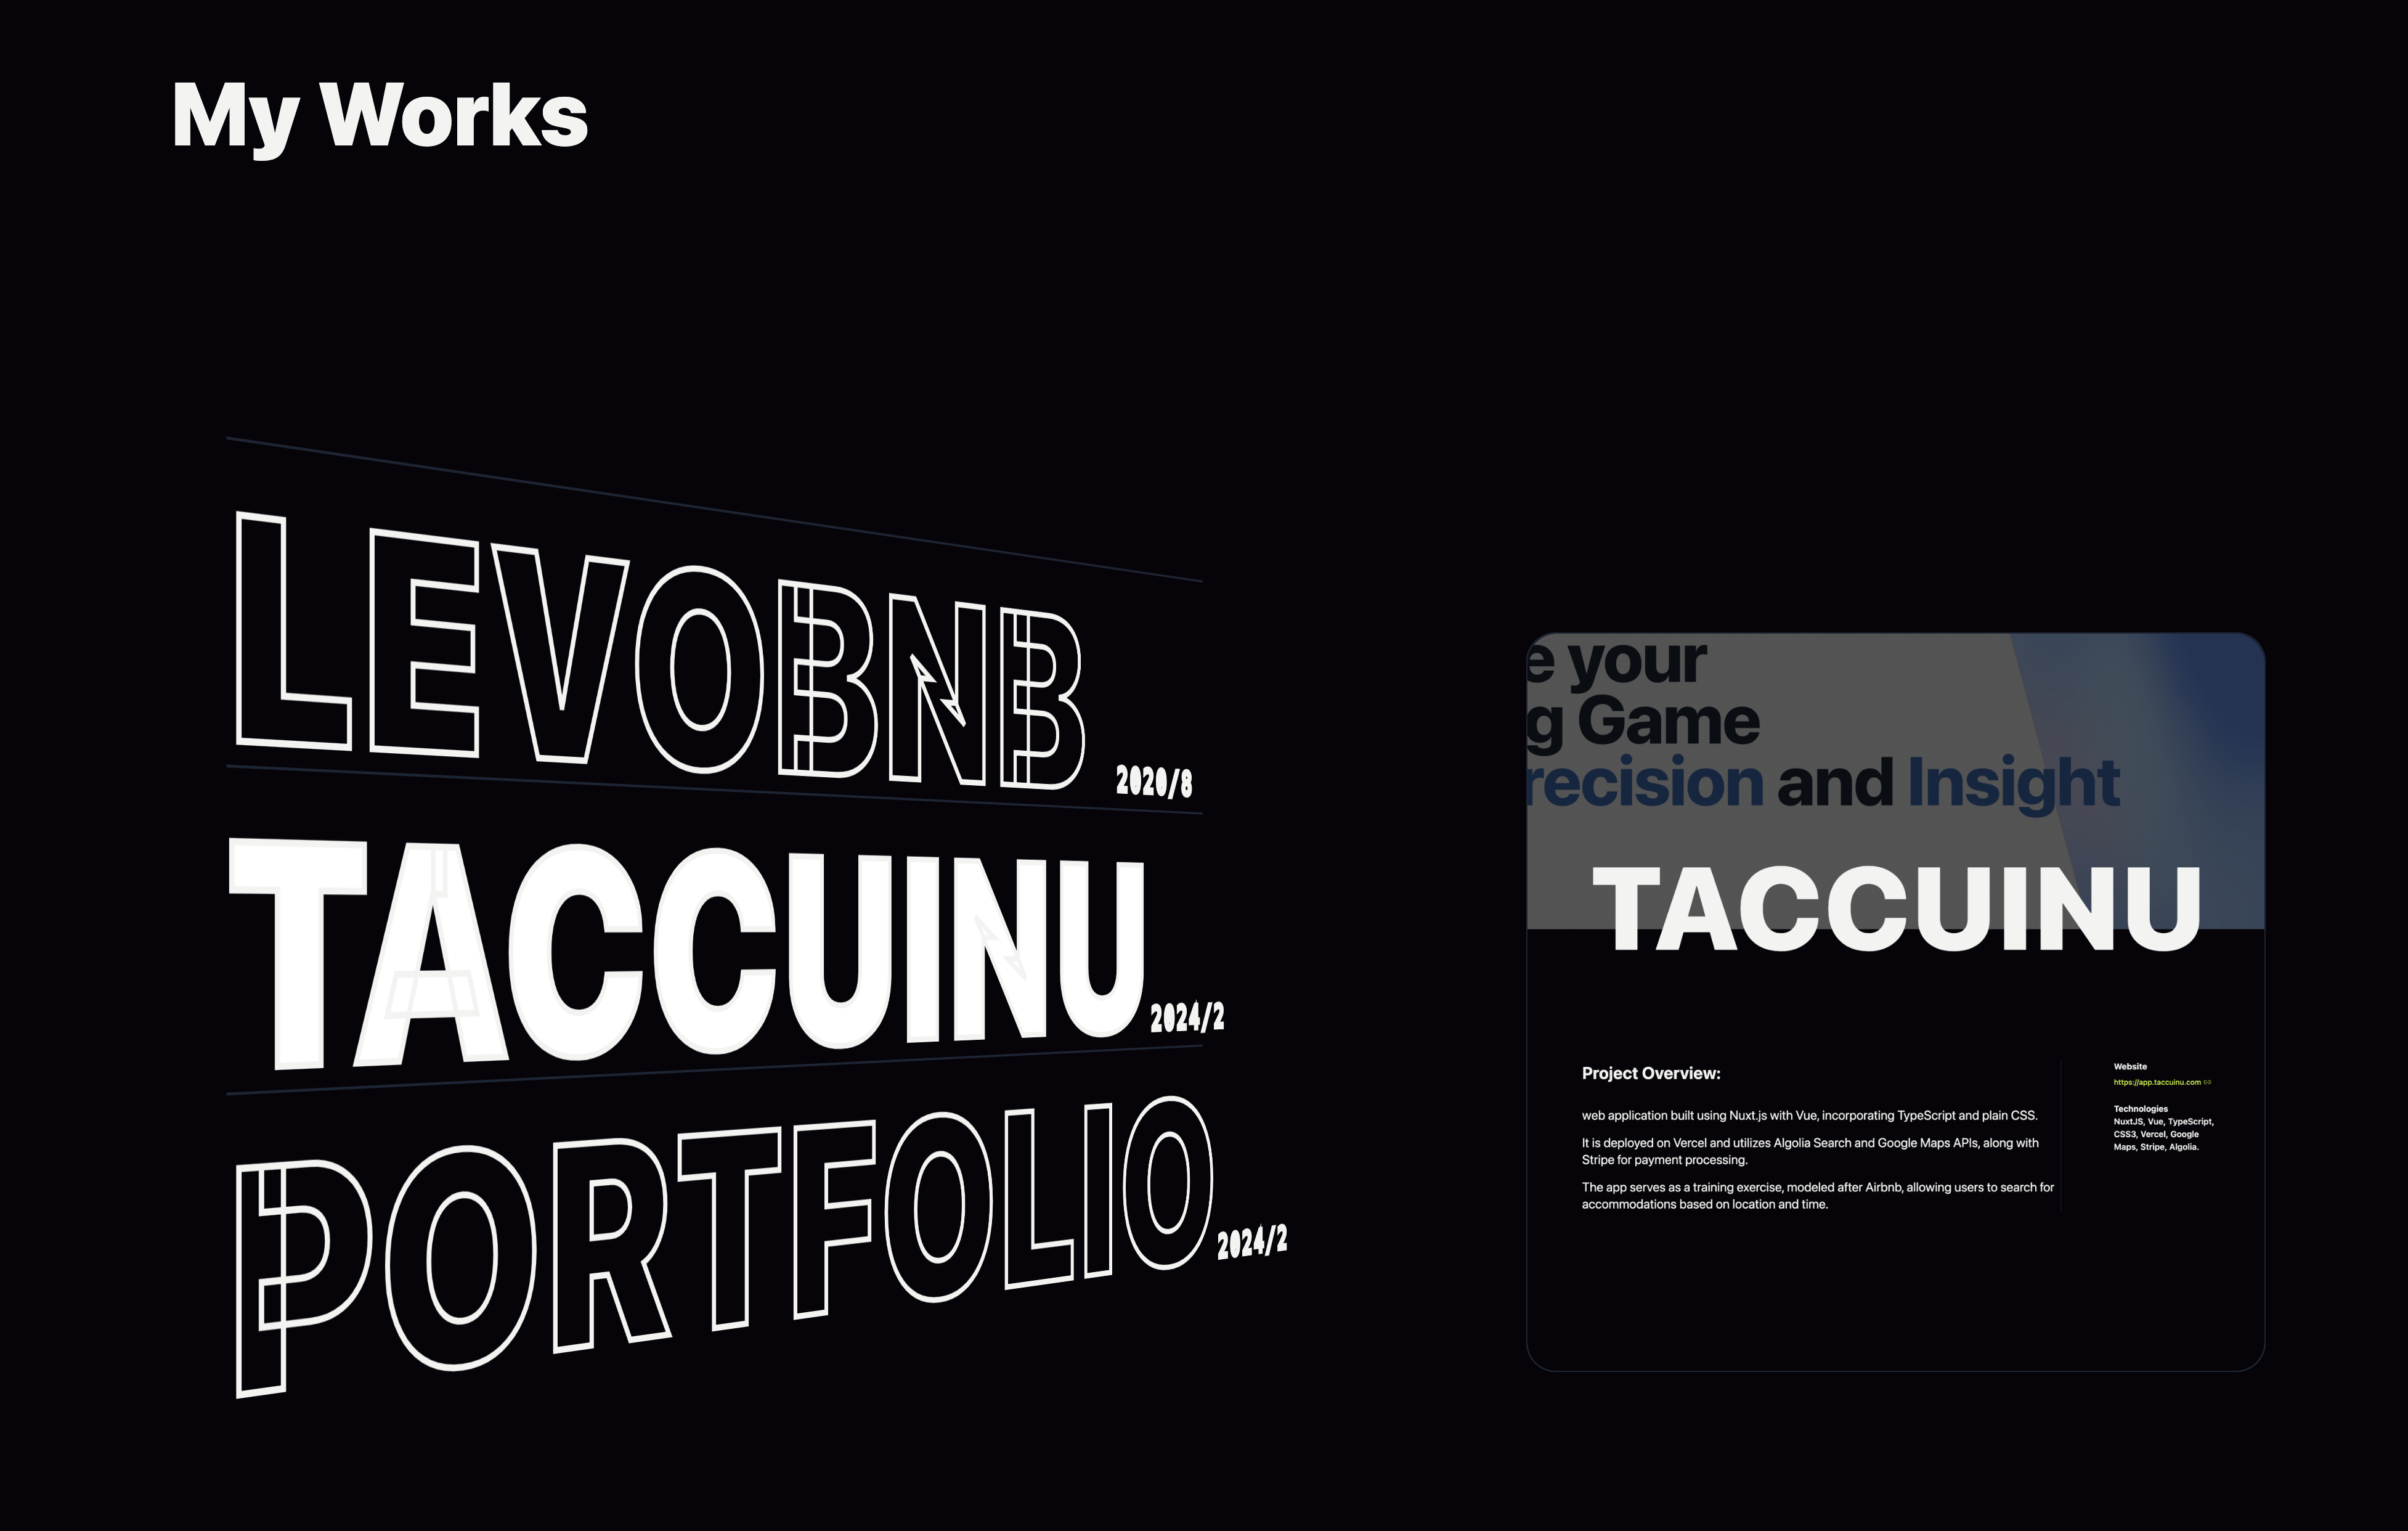 My Works
LEVOBNB
2020/8
TACCUINU
2024/2
PORTFOLIO
2024/2
e your
g Game
recision and Insight
TACCUINU
Project Overview:
web application built using Nuxt.js with Vue, incorporating TypeScript and plain CSS.
It is deployed on Vercel and utilizes Algolia Search and Google Maps APIs, along with
Stripe for payment processing.
The app serves as a training exercise, modeled after Airbnb, allowing users to search for
accommodations based on location and time.
Website
https://app.taccuinu.com
Technologies
NuxtJS, Vue, TypeScript,
CSS3, Vercel, Google
Maps, Stripe, Algolia.